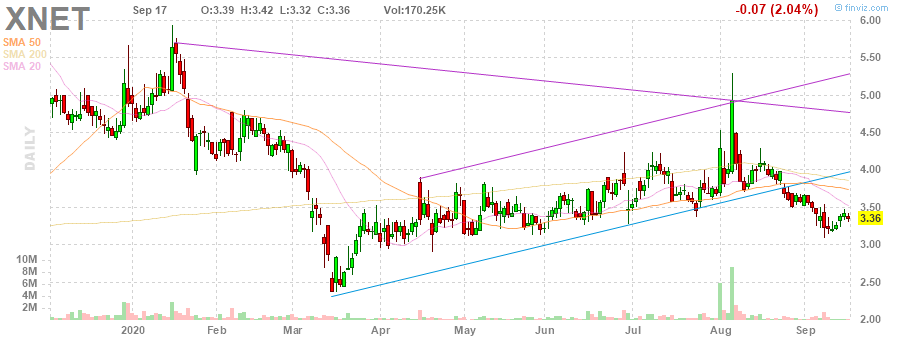 XNET
Sep 17 O:3.39 H:3.42 L:3.32 C:3.36 Vol:170.25K
-0.07 (2.04%)
© finviz.com
SMA 50
SMA 200
SMA 20
DAILY
6.00
5.50
5.00
4.50
4.00
3.50
3.36
3.00
2.50
2.00
10M
8M
6M
4M
2M
2020 Feb Mar Apr May Jun Jul Aug Sep